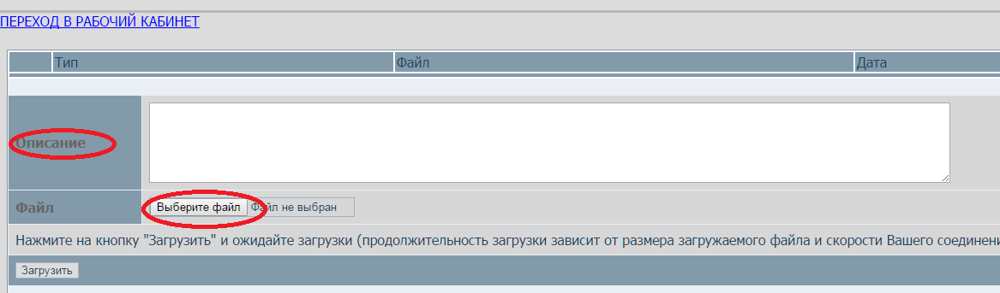 ПЕРЕХОД В РАБОЧИЙ КАБИНЕТ
Тип Файл Дата
Описание
Файл Выберите файл Файл не выбран
Нажмите на кнопку "Загрузить" и ожидайте загрузки (продолжительность загрузки зависит от размера загружаемого файла и скорости Вашего соединени
Загрузить